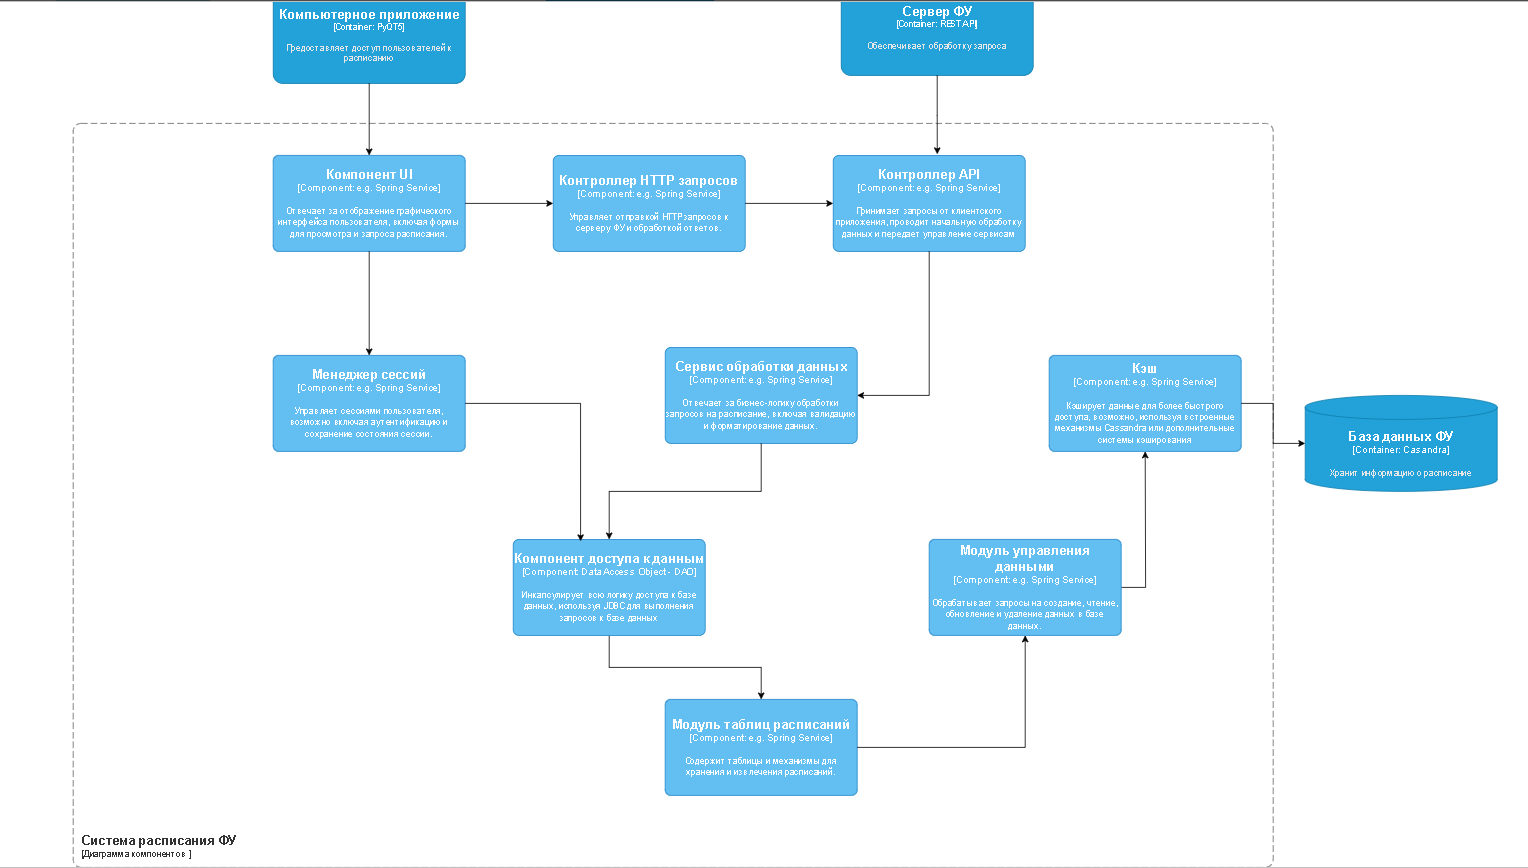 Компьютерное приложение
[Container: PyQT5]
Предоставляет доступ пользователей к
расписанию
Сервер ФУ
[Container: REST API]
Обеспечивает обработку запроса
Компонент UI
[Component: e.g. Spring Service]
Отвечает за отображение графического
интерфейса пользователя, включая формы
для просмотра и запроса расписания.
Контроллер HTTP запросов
[Component: e.g. Spring Service]
Управляет отправкой HTTP запросов к
серверу ФУ и обработкой ответов.
Контроллер API
[Component: e.g. Spring Service]
Принимает запросы от клиентского
приложения, проводит начальную обработку
данных и передает управление сервисам
Менеджер сессий
[Component: e.g. Spring Service]
Управляет сессиями пользователя,
возможно включая аутентификацию и
сохранение состояния сессии.
Сервис обработки данных
[Component: e.g. Spring Service]
Отвечает за бизнес-логику обработки
запросов на расписание, включая валидацию
и форматирование данных.
Кэш
[Component: e.g. Spring Service]
Кэширует данные для более быстрого
доступа, возможно, используя встроенные
механизмы Cassandra или дополнительные
системы кэширования
База данных ФУ
[Container: Casandra]
Хранит информацию о расписание
Компонент доступа к данным
[Component: Data Access Object - DAO]
Инкапсулирует всю логику доступа к базе
данных, используя JDBC для выполнения
запросов к базе данных
Модуль управления
данными
[Component: e.g. Spring Service]
Обрабатывает запросы на создание, чтение,
обновление и удаление данных в базе
данных.
Модуль таблиц расписаний
[Component: e.g. Spring Service]
Содержит таблицы и механизмы для
хранения и извлечения расписаний.
Система расписания ФУ
[Диаграмма компонентов ]